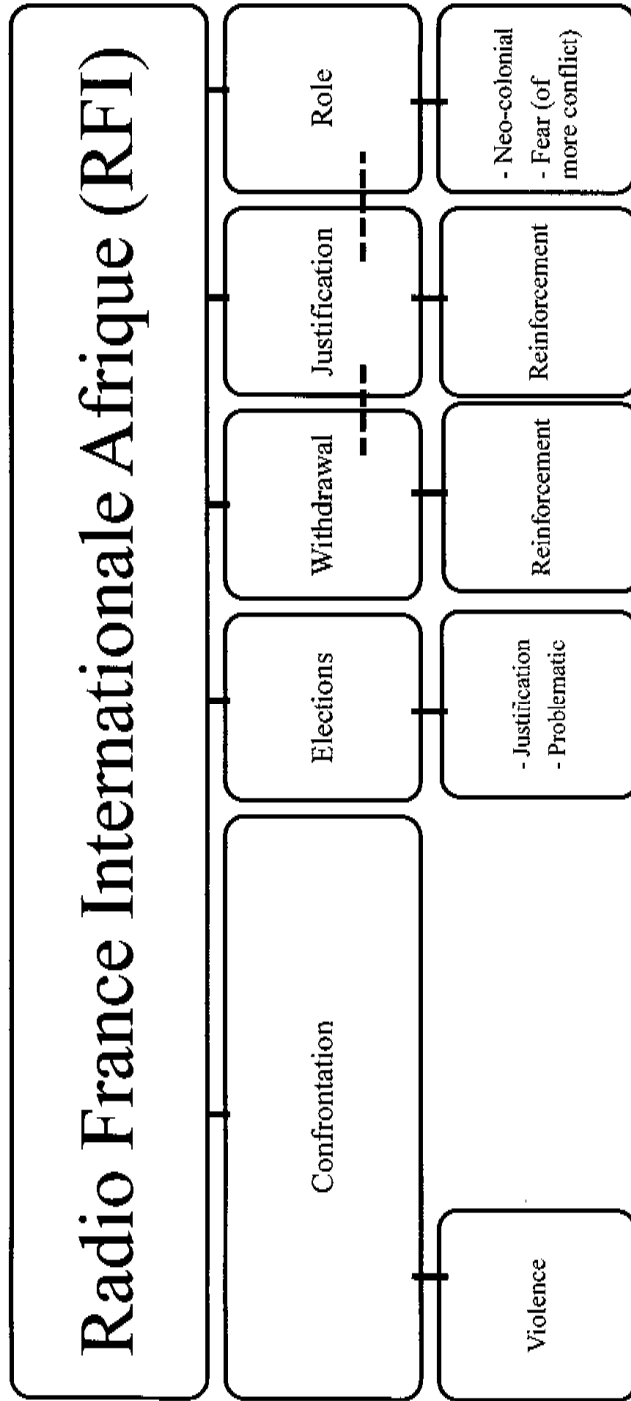 Radio France Internationale Afrique (RFI)
Confrontation
Elections
Withdrawal
Justification
Role
Violence
- Justification
- Problematic
Reinforcement
Reinforcement
- Neo-colonial
- Fear (of
more conflict)